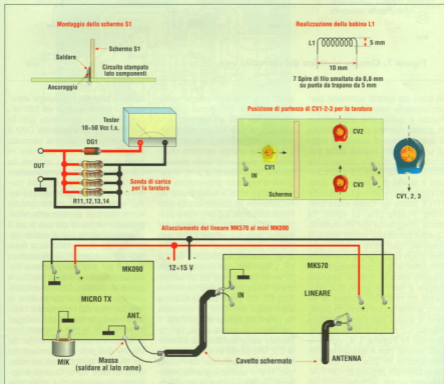 Montaggio dello schermo S1
Saldare
Schermo S1
Circuito stampato
lato componenti
Ancoraggio
Realizzazione della bobina L1
L1
5 mm
10 mm
7 Spire di filo smaltato da 0,8 mm
su punta da trapano da 5 mm
Tester
10÷50 Vcc f.s.
DG1
OUT
+
-
Sonda di carico
per la taratura
R11,12,13,14
Posizione di partenza di CV1-2-3 per la taratura
CV2
CV1
IN
CV3
Schermo
+
-
CV1, 2, 3
Allacciamento del lineare MK570 al mini MK090
+
-
12÷15 V
MK090
MICRO TX
ANT.
MIK
Massa
(saldare al lato rame)
MK570
IN
LINEARE
+
-
Cavetto schermato
ANTENNA